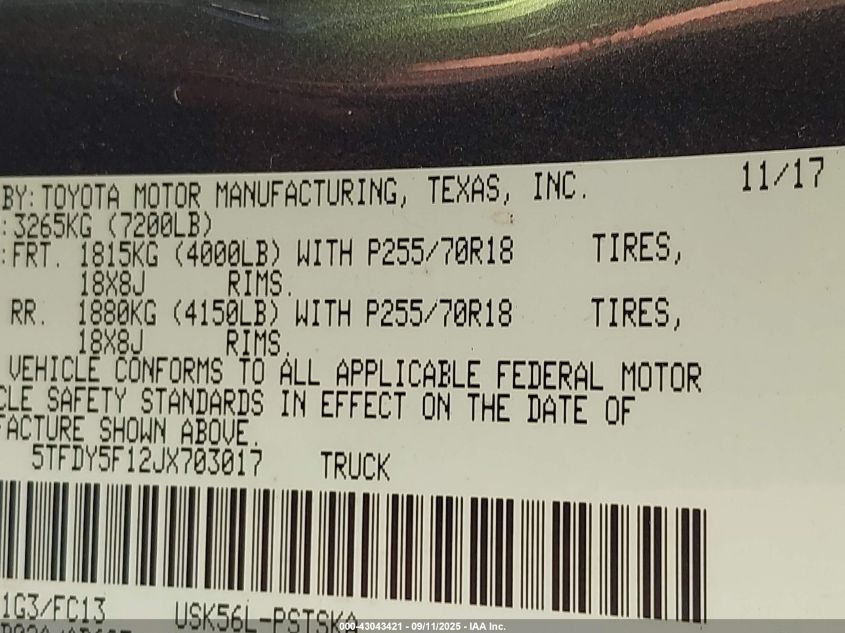 BY: TOYOTA MOTOR MANUFACTURING, TEXAS, INC. 11/17
: 3265KG (7200LB)
: FRT. 1815KG (4000LB) WITH P255/70R18 TIRES,
18X8J RIMS.
RR. 1880KG (4150LB) WITH P255/70R18 TIRES,
18X8J RIMS.
VEHICLE CONFORMS TO ALL APPLICABLE FEDERAL MOTOR
CLE SAFETY STANDARDS IN EFFECT ON THE DATE OF
FACTURE SHOWN ABOVE.
5TFDY5F12JX703017 TRUCK
1G3/FC13 USK56L-PSTSKA
000-43043421 - 09/11/2025 - IAA Inc.